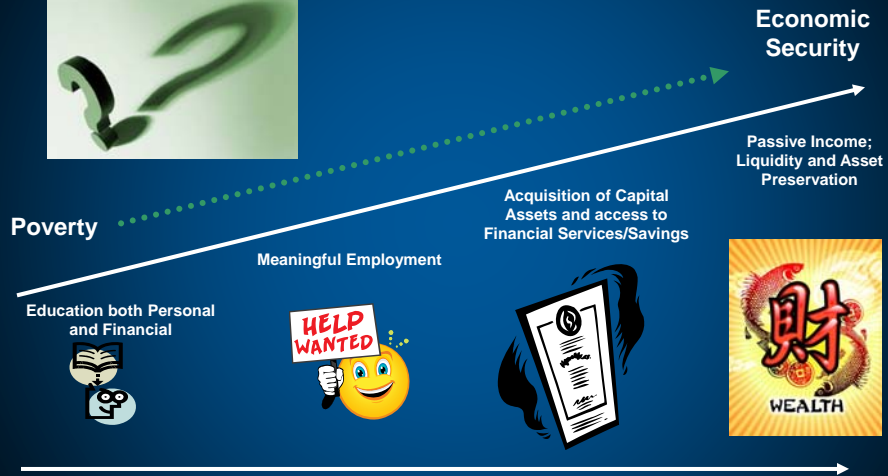 Economic
Security
Passive Income;
Liquidity and Asset
Preservation
Acquisition of Capital
Assets and access to
Financial Services/Savings
Poverty
Meaningful Employment
Education both Personal
and Financial
HELP
WANTED
財
WEALTH